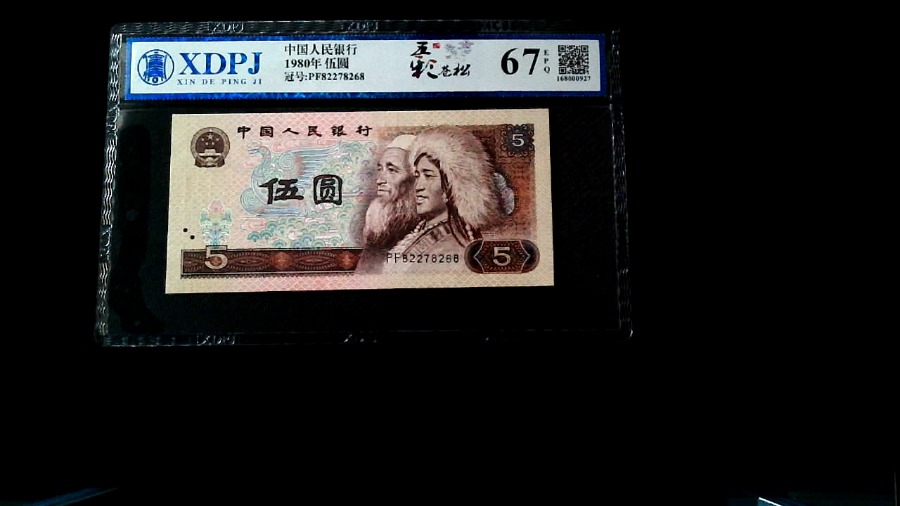 XDPJ
XIN DE PING JI
中国人民银行
1980年 伍圆
冠号:PF82278268
五彩苍松
67
EPQ
168000927
中国人民银行
5
伍圆
5
PF82278268
5